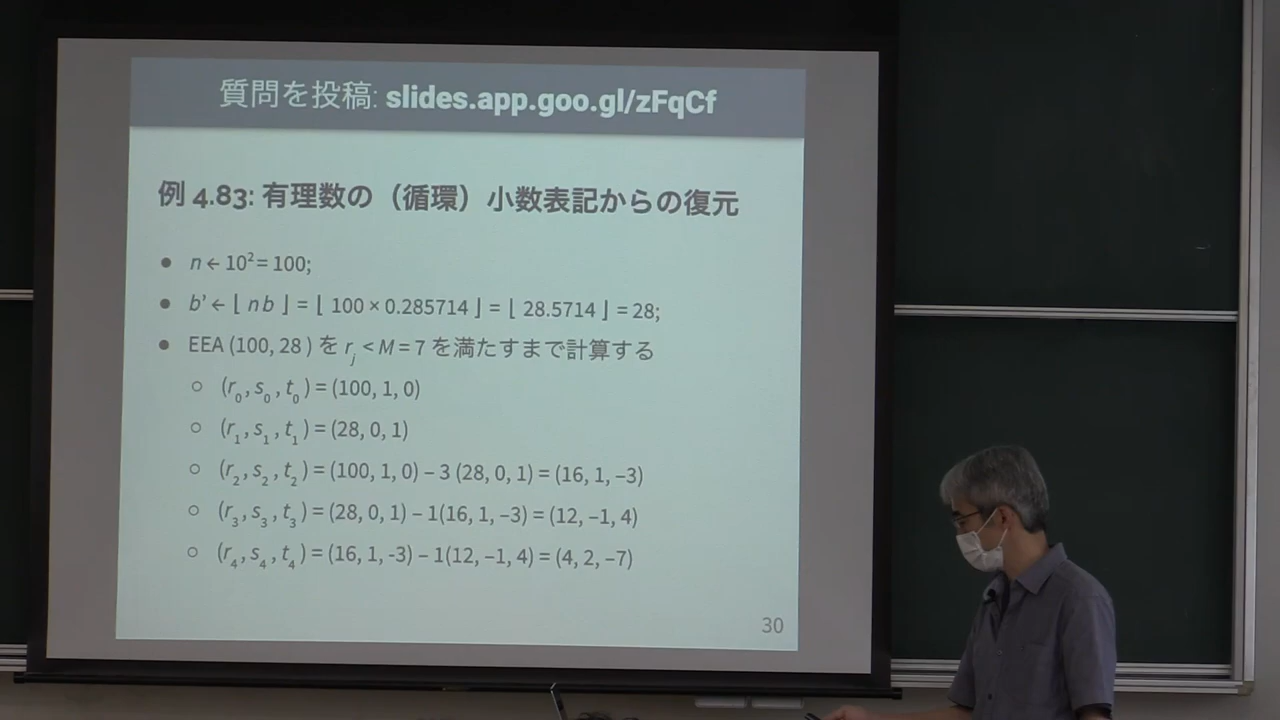 質問を投稿: slides.app.goo.gl/zFqCf
例 4.83: 有理数の（循環）小数表記からの復元
● n ← 10² = 100;
● b’ ← ⌊ n b ⌋ = ⌊ 100 × 0.285714 ⌋ = ⌊ 28.5714 ⌋ = 28;
● EEA (100, 28 ) を rⱼ < M = 7 を満たすまで計算する
○ (r₀, s₀, t₀) = (100, 1, 0)
○ (r₁, s₁, t₁) = (28, 0, 1)
○ (r₂, s₂, t₂) = (100, 1, 0) – 3 (28, 0, 1) = (16, 1, –3)
○ (r₃, s₃, t₃) = (28, 0, 1) – 1(16, 1, –3) = (12, –1, 4)
○ (r₄, s₄, t₄) = (16, 1, -3) – 1(12, –1, 4) = (4, 2, –7)
30